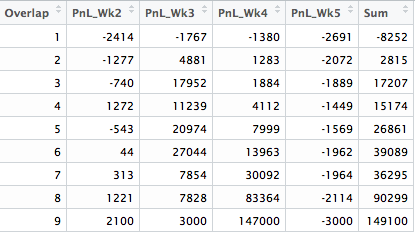 Overlap PnL_Wk2 PnL_Wk3 PnL_Wk4 PnL_Wk5 Sum
1 -2414 -1767 -1380 -2691 -8252
2 -1277 4881 1283 -2072 2815
3 -740 17952 1884 -1889 17207
4 1272 11239 4112 -1449 15174
5 -543 20974 7999 -1569 26861
6 44 27044 13963 -1962 39089
7 313 7854 30092 -1964 36295
8 1221 7828 83364 -2114 90299
9 2100 3000 147000 -3000 149100